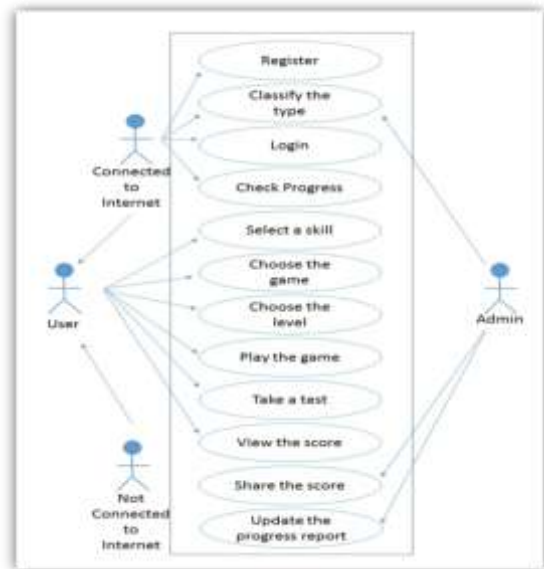 Register
Classify the
type
Login
Connected
to
Internet
Check Progress
Select a skill
Choose the
game
User
Choose the
level
Admin
Play the game
Take a test
View the score
Not
Connected
to
Internet
Share the score
Update the
progress report